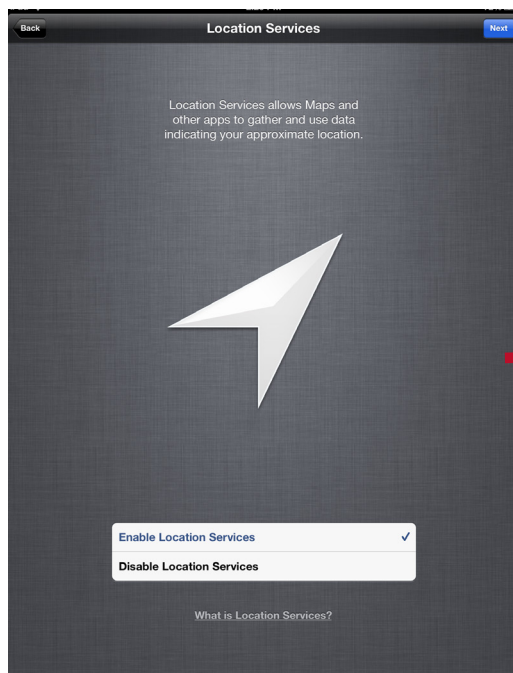 Back
Location Services
Next
Location Services allows Maps and
other apps to gather and use data
indicating your approximate location.
Enable Location Services
Disable Location Services
What is Location Services?